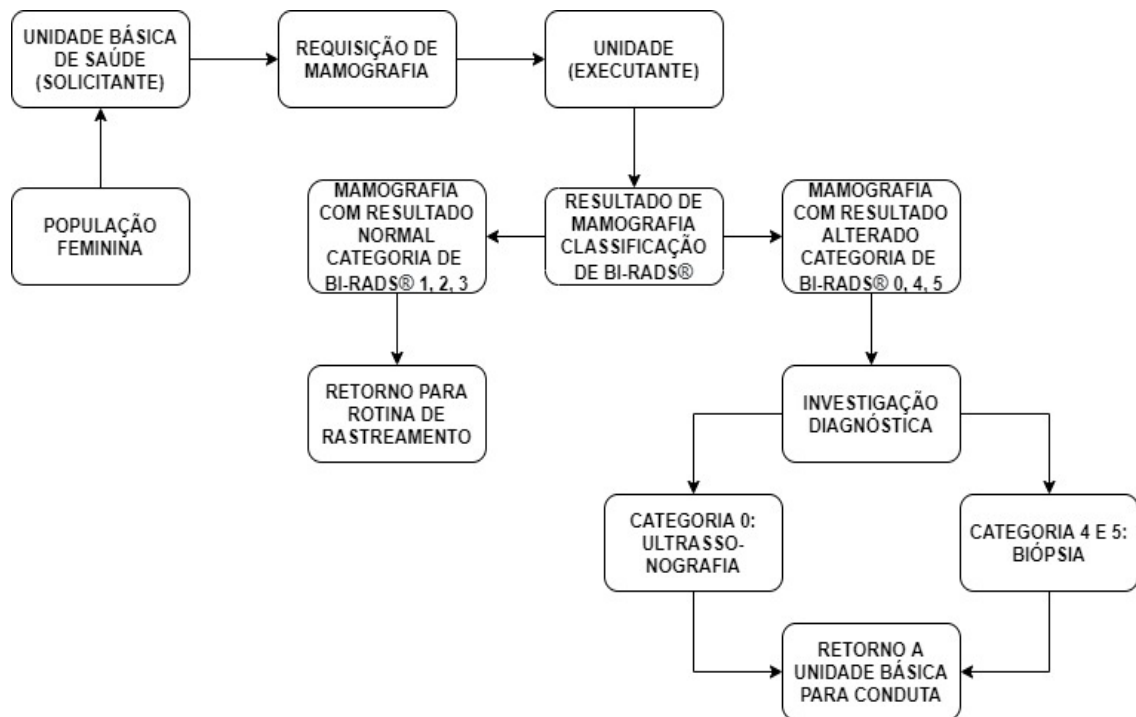 UNIDADE BÁSICA
DE SAÚDE
(SOLICITANTE)
REQUISIÇÃO DE
MAMOGRAFIA
UNIDADE
(EXECUTANTE)
POPULAÇÃO
FEMININA
MAMOGRAFIA
COM RESULTADO
NORMAL
CATEGORIA DE
BI-RADS® 1, 2, 3
RESULTADO DE
MAMOGRAFIA
CLASSIFICAÇÃO
DE BI-RADS®
MAMOGRAFIA
COM RESULTADO
ALTERADO
CATEGORIA DE
BI-RADS® 0, 4, 5
RETORNO PARA
ROTINA DE
RASTREAMENTO
INVESTIGAÇÃO
DIAGNÓSTICA
CATEGORIA 0:
ULTRASSO-
NOGRAFIA
CATEGORIA 4 E 5:
BIÓPSIA
RETORNO A
UNIDADE BÁSICA
PARA CONDUTA